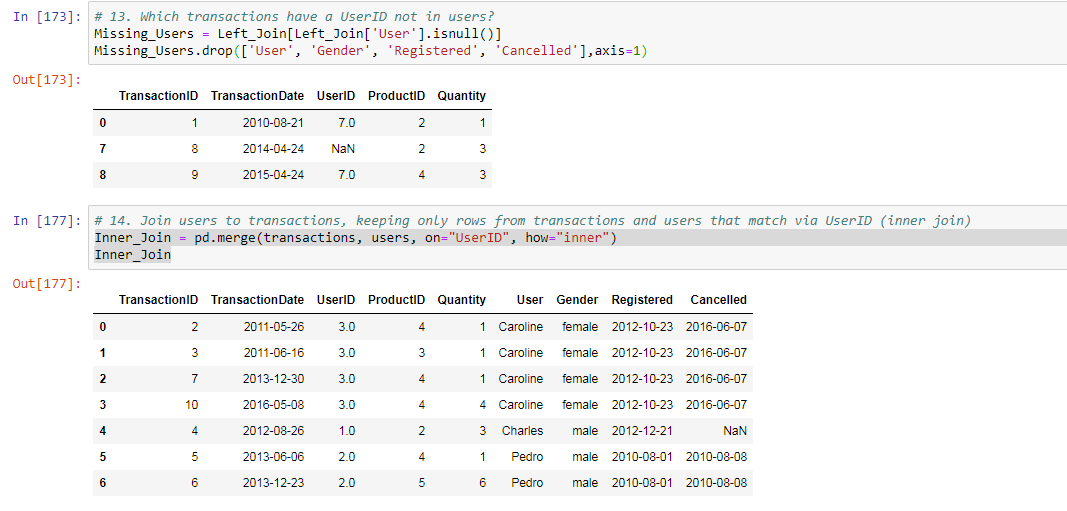 In [173]: # 13. Which transactions have a UserID not in users?
Missing_Users = Left_Join[Left_Join['User'].isnull()]
Missing_Users.drop(['User', 'Gender', 'Registered', 'Cancelled'],axis=1)
Out[173]:
TransactionID TransactionDate UserID ProductID Quantity
0 1 2010-08-21 7.0 2 1
7 8 2014-04-24 NaN 2 3
8 9 2015-04-24 7.0 4 3
In [177]: # 14. Join users to transactions, keeping only rows from transactions and users that match via UserID (inner join)
Inner_Join = pd.merge(transactions, users, on="UserID", how="inner")
Inner_Join
Out[177]:
TransactionID TransactionDate UserID ProductID Quantity User Gender Registered Cancelled
0 2 2011-05-26 3.0 4 1 Caroline female 2012-10-23 2016-06-07
1 3 2011-06-16 3.0 3 1 Caroline female 2012-10-23 2016-06-07
2 7 2013-12-30 3.0 4 1 Caroline female 2012-10-23 2016-06-07
3 10 2016-05-08 3.0 4 4 Caroline female 2012-10-23 2016-06-07
4 4 2012-08-26 1.0 2 3 Charles male 2012-12-21 NaN
5 5 2013-06-06 2.0 4 1 Pedro male 2010-08-01 2010-08-08
6 6 2013-12-23 2.0 5 6 Pedro male 2010-08-01 2010-08-08